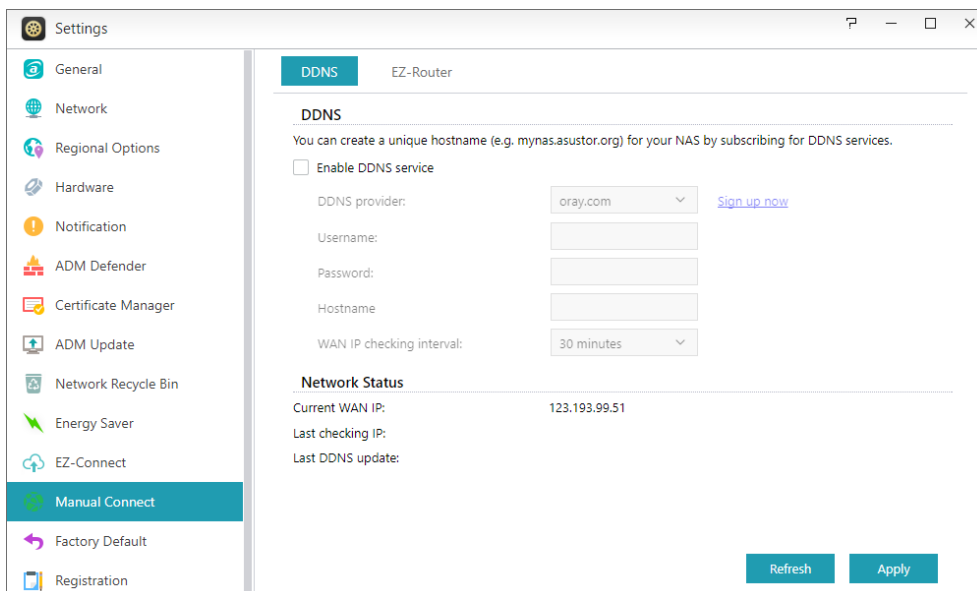 Settings
General
Network
Regional Options
Hardware
Notification
ADM Defender
Certificate Manager
ADM Update
Network Recycle Bin
Energy Saver
EZ-Connect
Manual Connect
Factory Default
Registration
DDNS EZ-Router
DDNS
You can create a unique hostname (e.g. mynas.asustor.org) for your NAS by subscribing for DDNS services.
Enable DDNS service
DDNS provider: oray.com Sign up now
Username:
Password:
Hostname
WAN IP checking interval: 30 minutes
Network Status
Current WAN IP: 123.193.99.51
Last checking IP:
Last DDNS update:
Refresh Apply